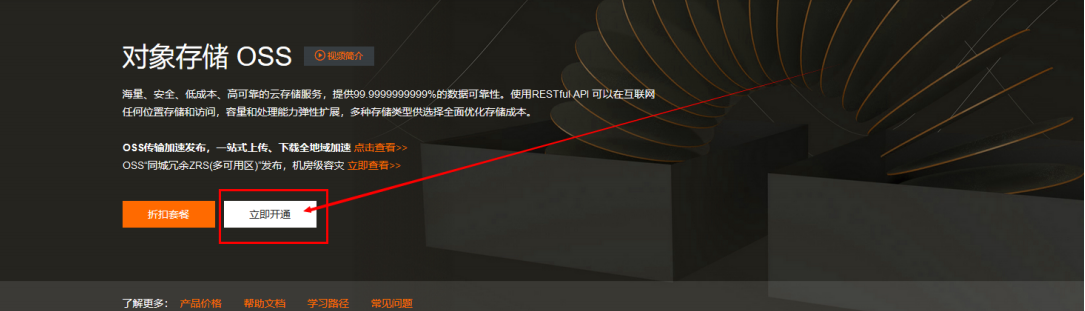 对象存储 OSS 视频简介
海量、安全、低成本、高可靠的云存储服务，提供99.9999999999%的数据可靠性。使用RESTful API 可以在互联网
任何位置存储和访问，容量和处理能力弹性扩展，多种存储类型供选择全面优化存储成本。
OSS传输加速发布，一站式上传、下载全地域加速 点击查看>>
OSS“同城冗余ZRS(多可用区)”发布，机房级容灾 立即查看>>
折扣套餐 立即开通
了解更多： 产品价格 帮助文档 学习路径 常见问题